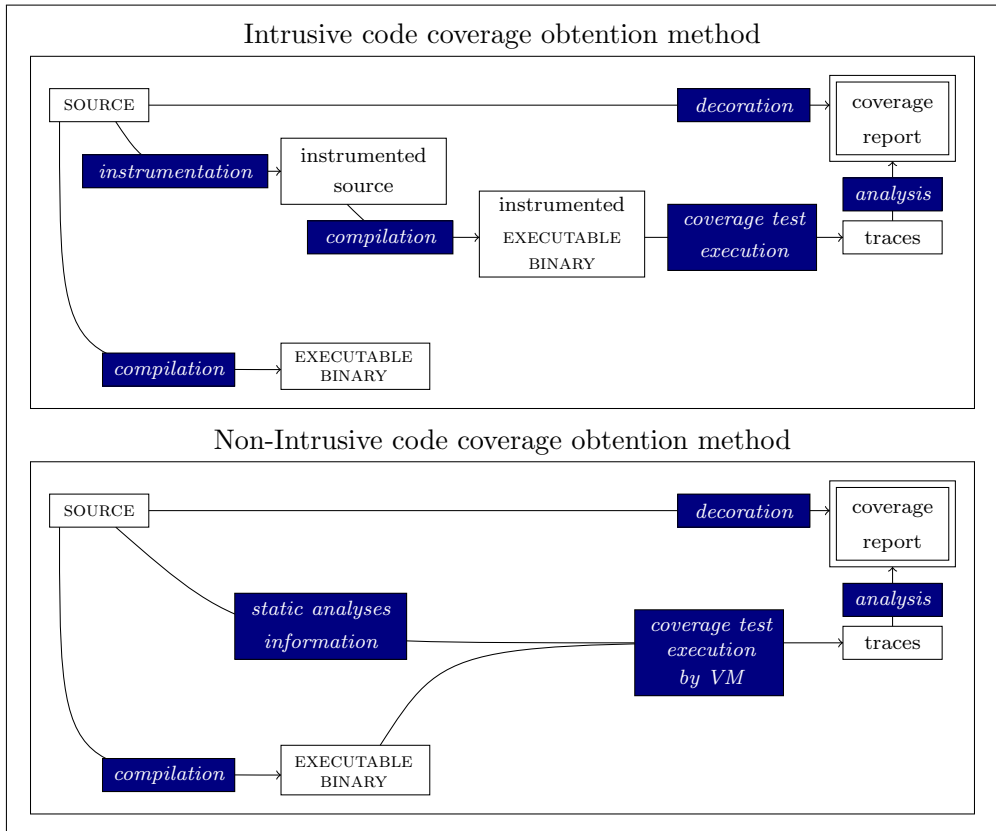 Intrusive code coverage obtention method
SOURCE
decoration
coverage
report
instrumentation
instrumented
source
analysis
compilation
instrumented
EXECUTABLE
BINARY
coverage test
execution
traces
compilation
EXECUTABLE
BINARY
Non-Intrusive code coverage obtention method
SOURCE
decoration
coverage
report
static analyses
information
analysis
coverage test
execution
by VM
traces
compilation
EXECUTABLE
BINARY